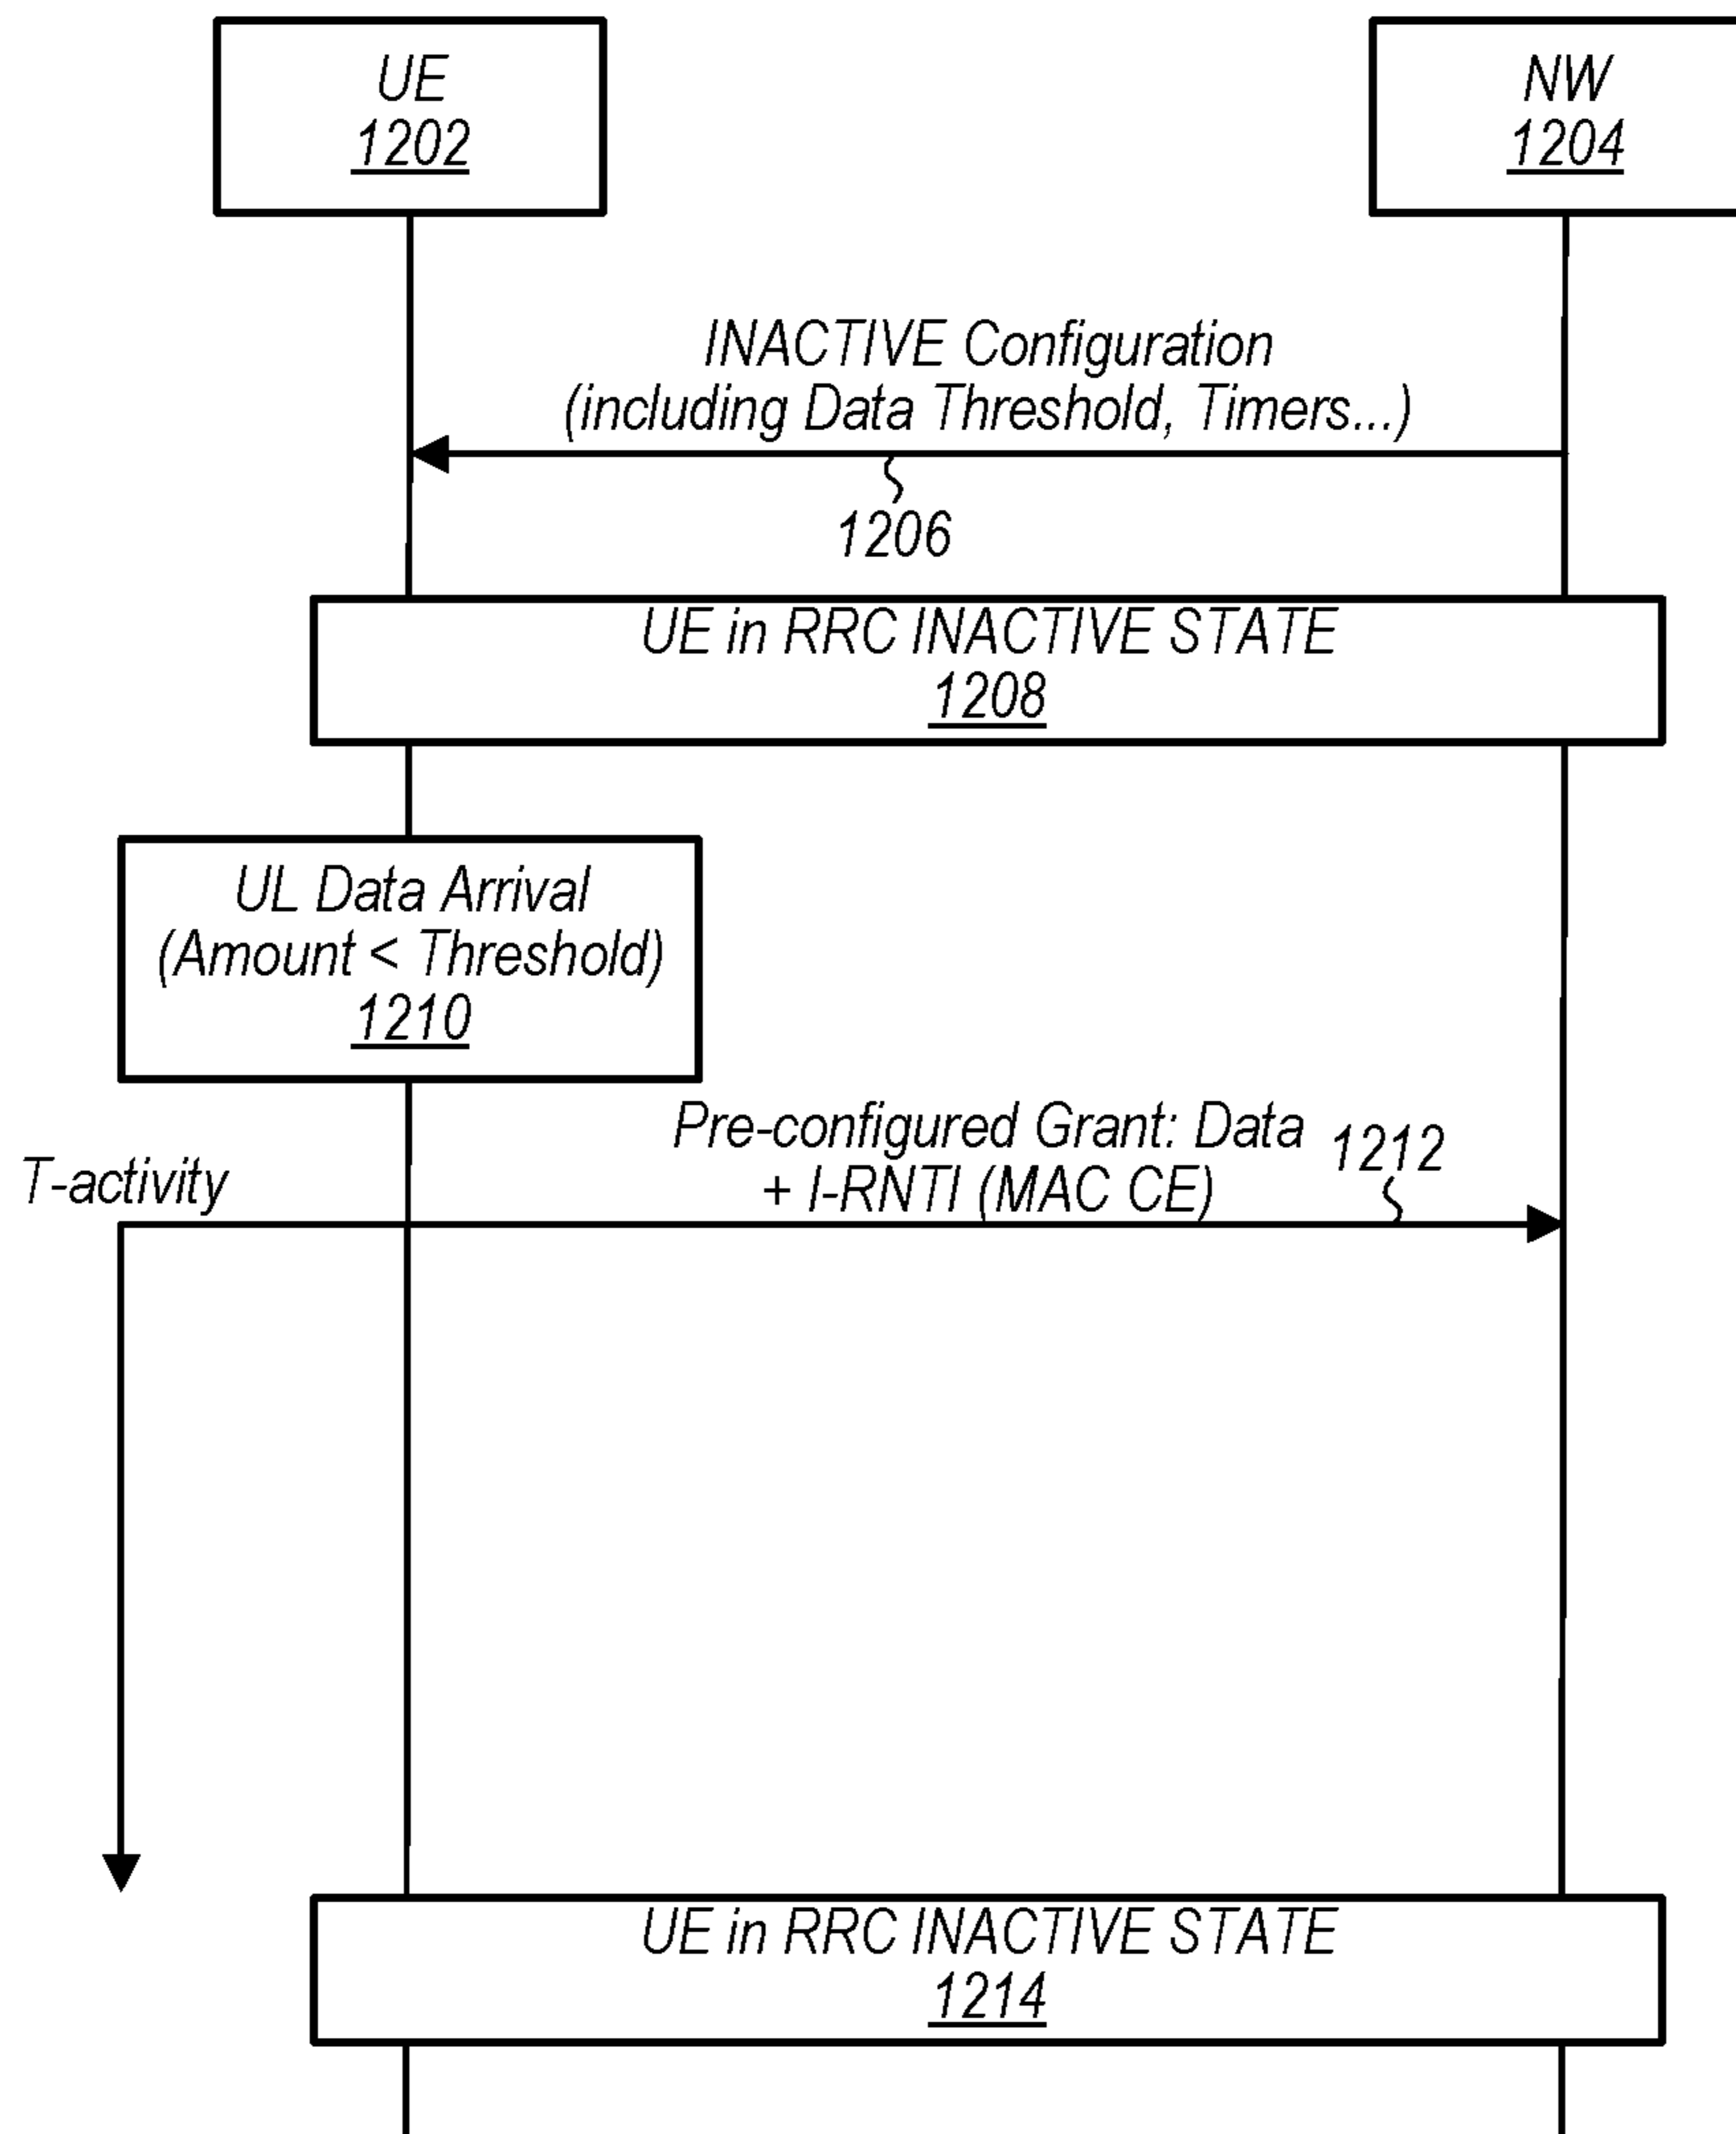 UE
1202
NW
1204
INACTIVE Configuration
(including Data Threshold, Timers...)
1206
UE in RRC INACTIVE STATE
1208
UL Data Arrival
(Amount < Threshold)
1210
Pre-configured Grant: Data
+ I-RNTI (MAC CE)
1212
T-activity
UE in RRC INACTIVE STATE
1214